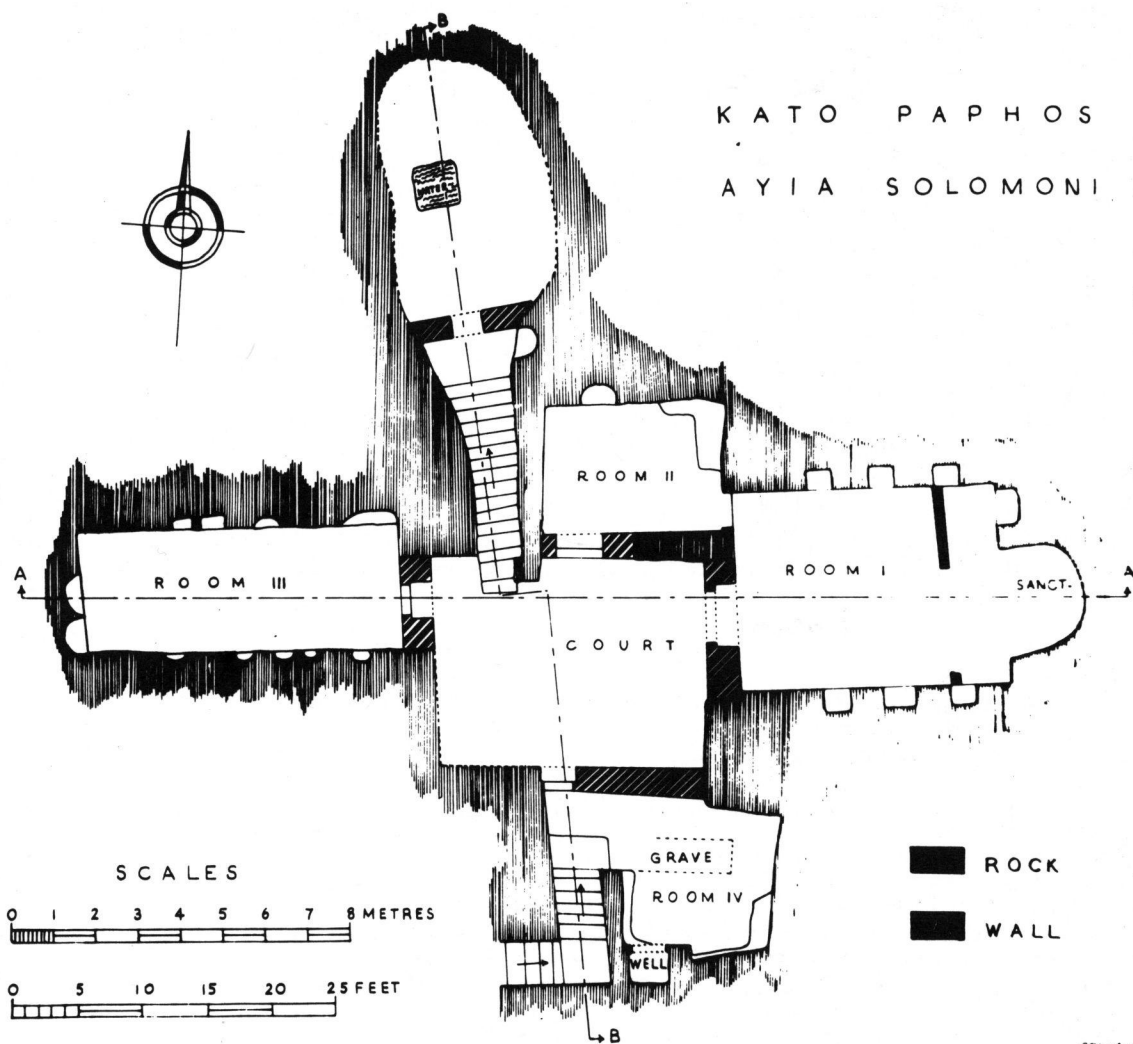 B
KATO PAPHOS
AYIA SOLOMONI
WATER
ROOM II
A
ROOM III
ROOM I
SANCT-
A
COURT
GRAVE
ROOM IV
WELL
B
ROCK
WALL
SCALES
0 1 2 3 4 5 6 7 8 METRES
0 5 10 15 20 25 FEET